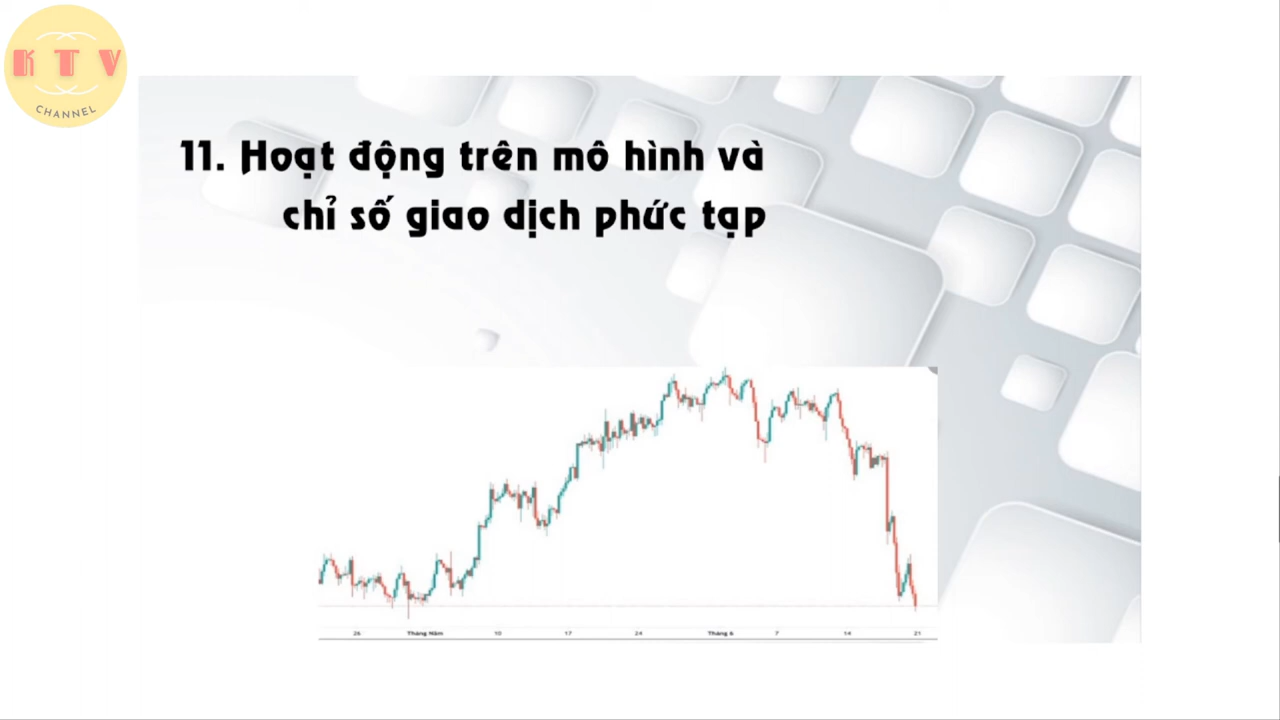 K T V
CHANNEL
11. Hoạt động trên mô hình và
chỉ số giao dịch phức tạp
26 Tháng Năm 10 17 24 Tháng 6 7 14 21